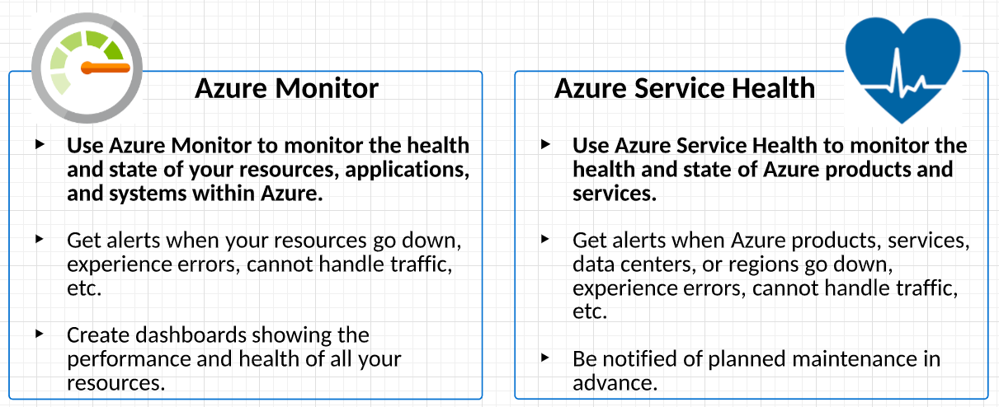 Azure Monitor
Use Azure Monitor to monitor the health
and state of your resources, applications,
and systems within Azure.
Get alerts when your resources go down,
experience errors, cannot handle traffic,
etc.
Create dashboards showing the
performance and health of all your
resources.
Azure Service Health
Use Azure Service Health to monitor the
health and state of Azure products and
services.
Get alerts when Azure products, services,
data centers, or regions go down,
experience errors, cannot handle traffic,
etc.
Be notified of planned maintenance in
advance.